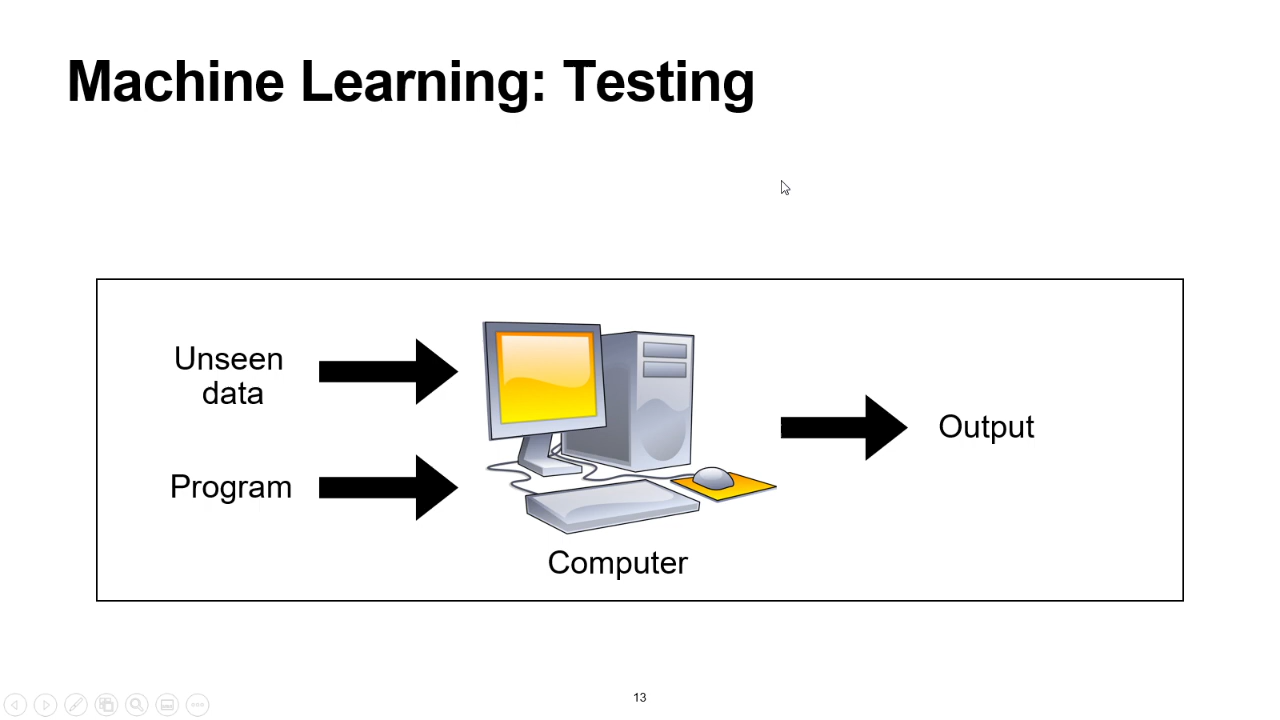 Machine Learning: Testing
Unseen
data
Program
Computer
Output
13